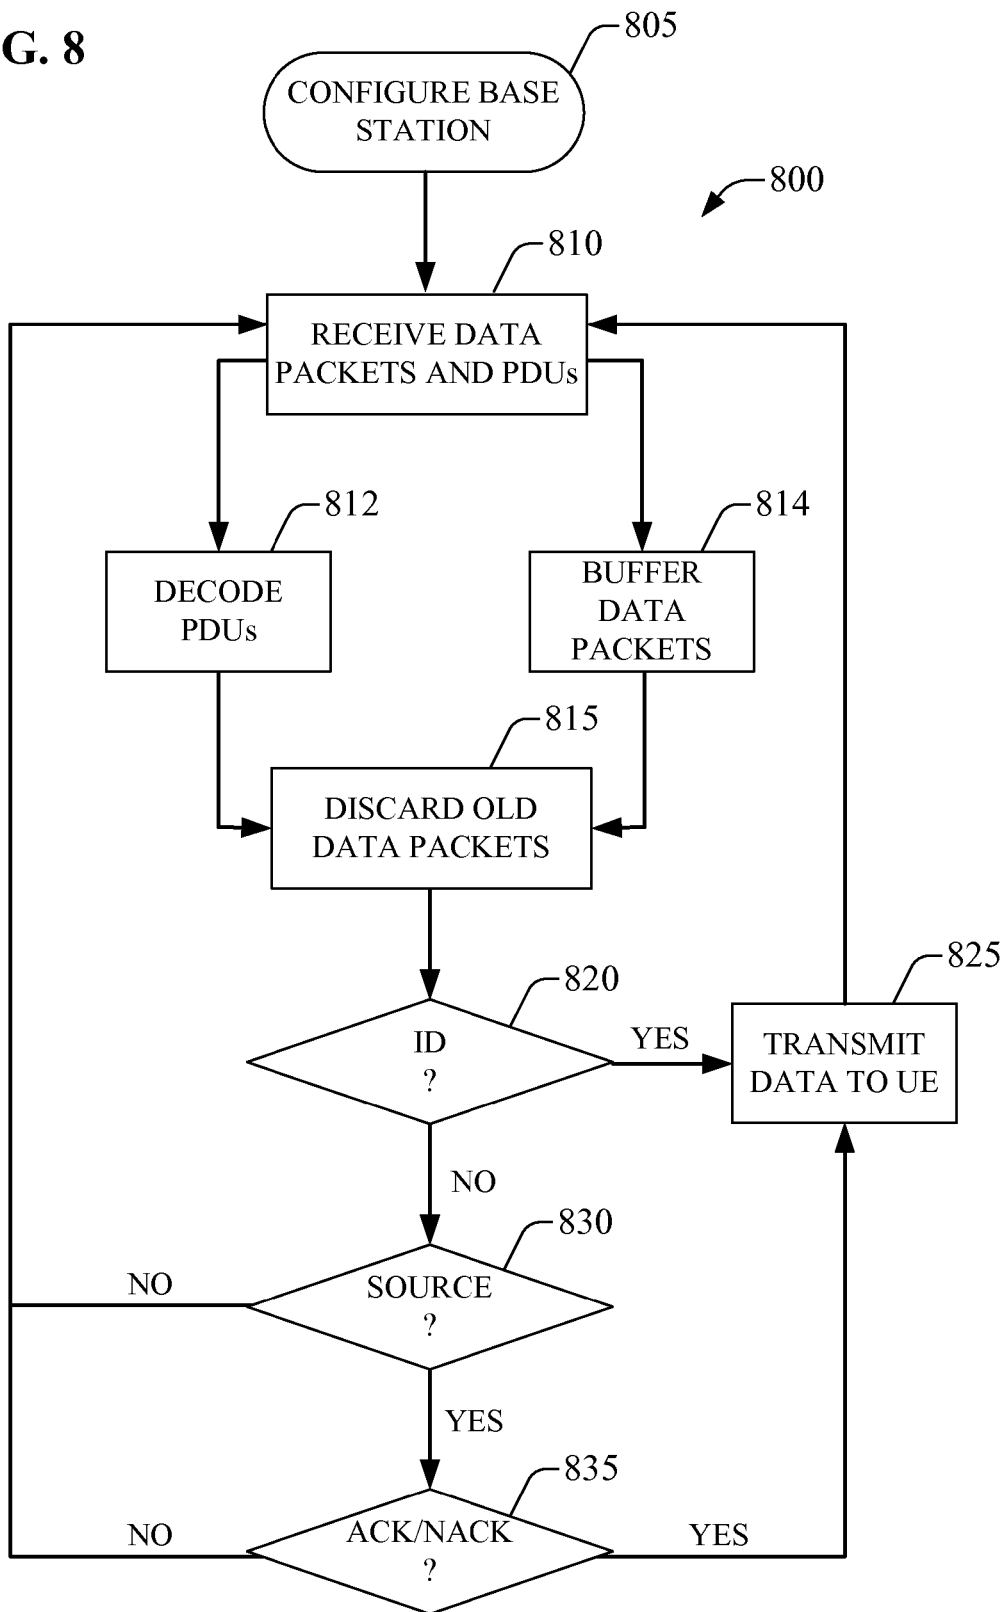 G. 8
805
CONFIGURE BASE
STATION
800
810
RECEIVE DATA
PACKETS AND PDUs
812
814
DECODE
PDUs
BUFFER
DATA
PACKETS
815
DISCARD OLD
DATA PACKETS
820
825
ID
?
YES
TRANSMIT
DATA TO UE
NO
830
NO
SOURCE
?
YES
835
NO
ACK/NACK
?
YES